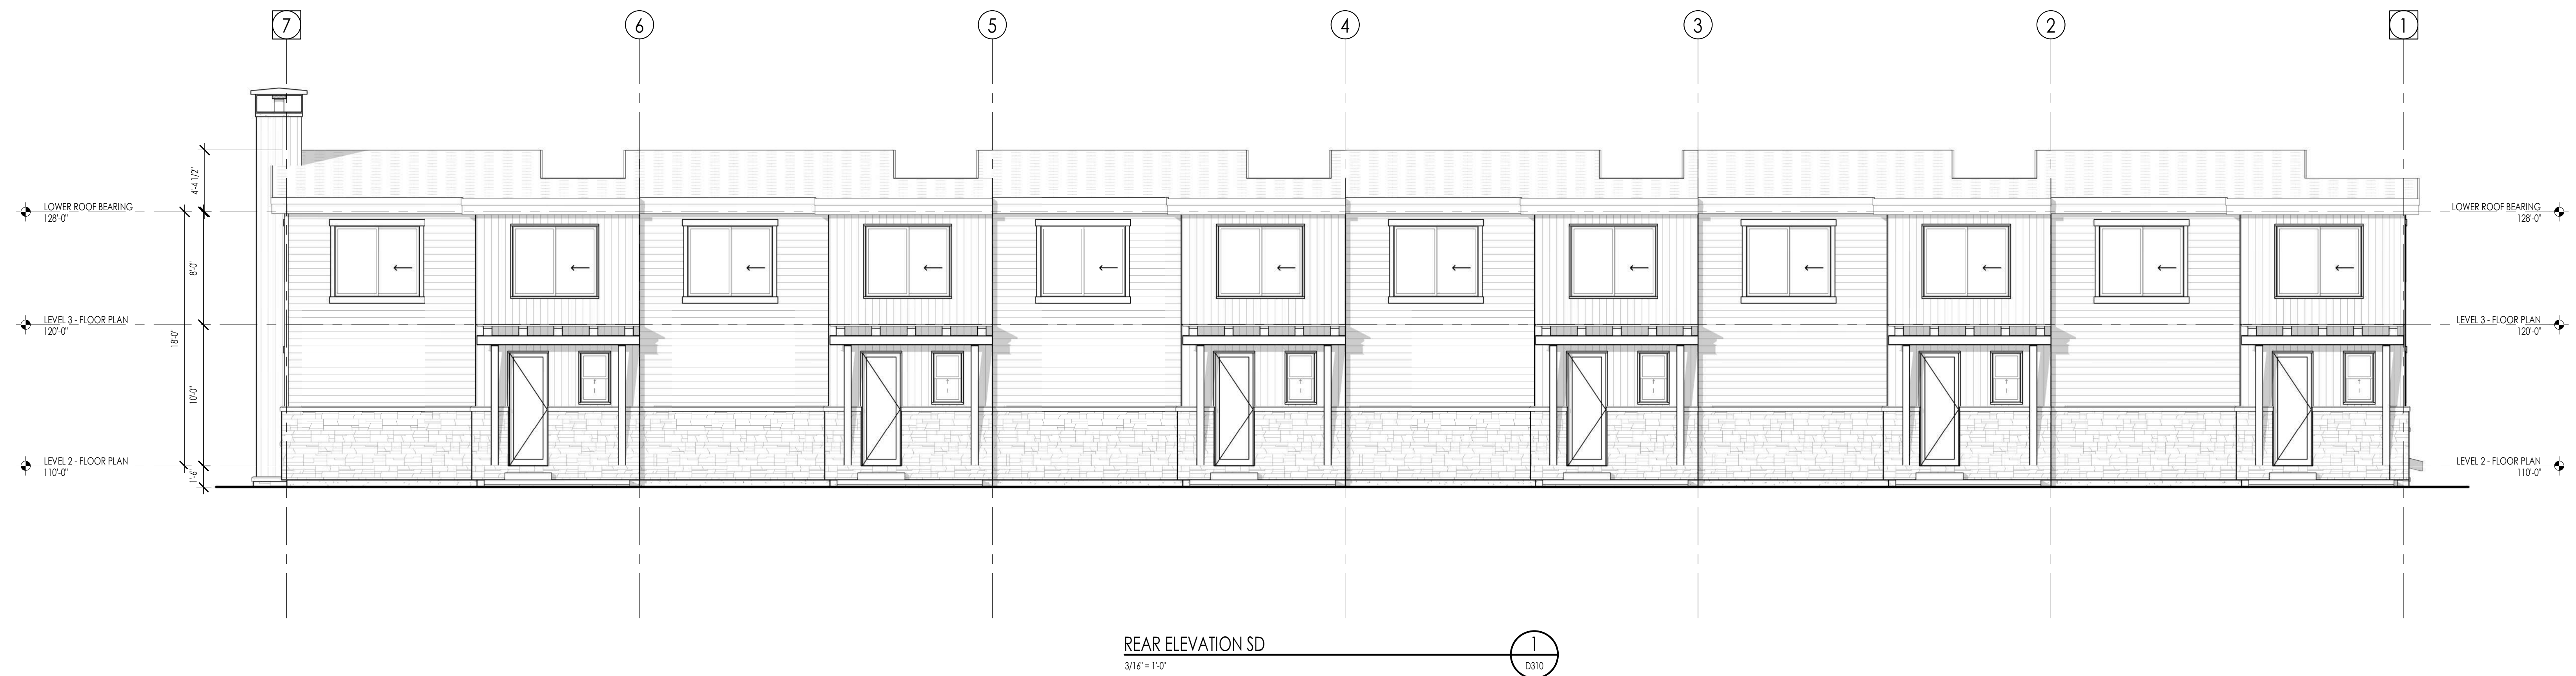 7
6
5
4
3
2
1
4'-4 1/2"
LOWER ROOF BEARING
128'-0"
LOWER ROOF BEARING
128'-0"
8'-0"
LEVEL 3 - FLOOR PLAN
120'-0"
LEVEL 3 - FLOOR PLAN
120'-0"
18'-0"
10'-0"
LEVEL 2 - FLOOR PLAN
110'-0"
LEVEL 2 - FLOOR PLAN
110'-0"
1'-6"
REAR ELEVATION SD
3/16" = 1'-0"
1
D310